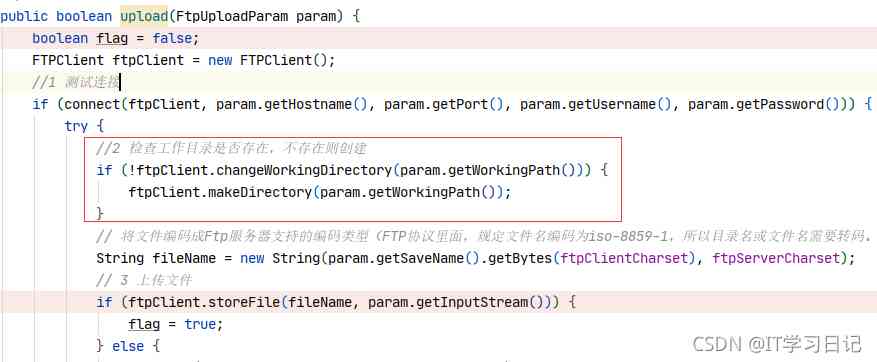 public boolean upload(FtpUploadParam param) {
boolean flag = false;
FTPClient ftpClient = new FTPClient();
//1 测试连接
if (connect(ftpClient, param.getHostname(), param.getPort(), param.getUsername(), param.getPassword())) {
try {
//2 检查工作目录是否存在，不存在则创建
if (!ftpClient.changeWorkingDirectory(param.getWorkingPath())) {
ftpClient.makeDirectory(param.getWorkingPath());
}
// 将文件编码成Ftp服务器支持的编码类型（FTP协议里面，规定文件名编码为iso-8859-1，所以目录名或文件名需要转码。
String fileName = new String(param.getSaveName().getBytes(ftpClientCharset), ftpServerCharset);
// 3 上传文件
if (ftpClient.storeFile(fileName, param.getInputStream())) {
flag = true;
} else {
CSDN @IT学习日记